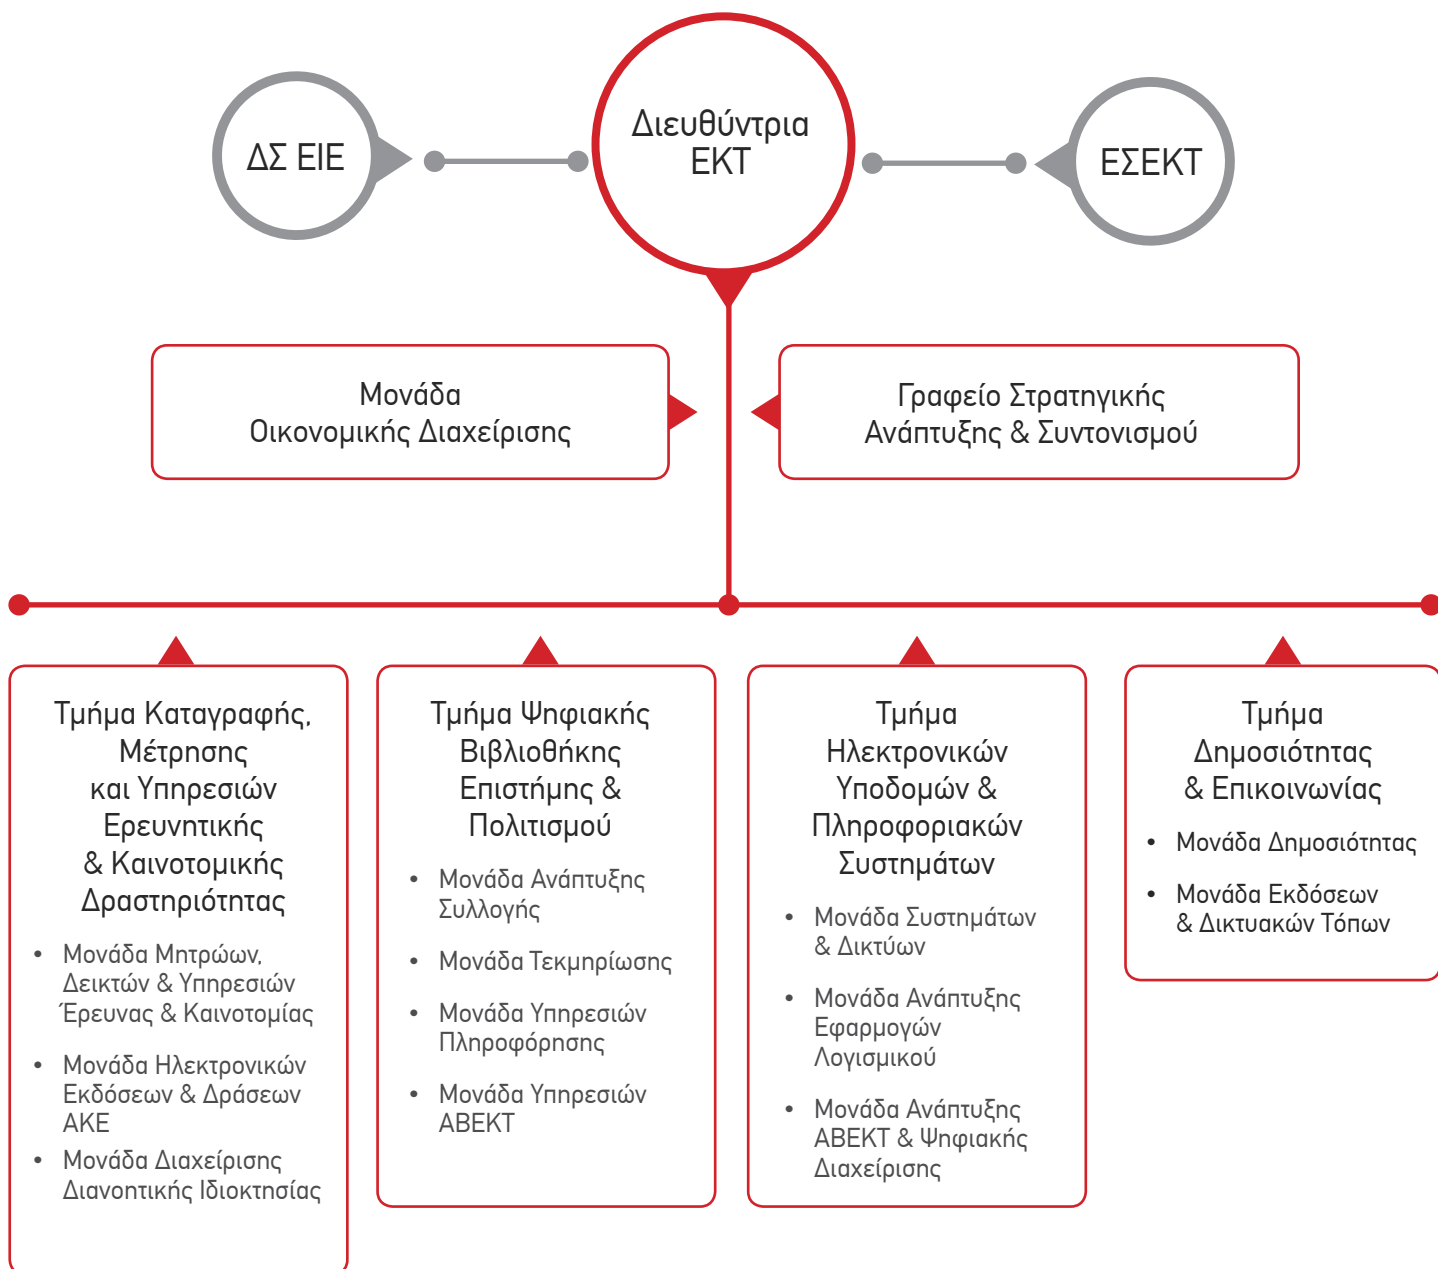 ΔΣ ΕΙΕ
Διευθύντρια
ΕΚΤ
ΕΣΕΚΤ
Μονάδα
Οικονομικής Διαχείρισης
Γραφείο Στρατηγικής
Ανάπτυξης & Συντονισμού
Τμήμα Καταγραφής,
Μέτρησης
και Υπηρεσιών
Ερευνητικής
& Καινοτομικής
Δραστηριότητας
• Μονάδα Μητρώων,
Δεικτών & Υπηρεσιών
Έρευνας & Καινοτομίας
• Μονάδα Ηλεκτρονικών
Εκδόσεων & Δράσεων
ΑΚΕ
• Μονάδα Διαχείρισης
Διανοητικής Ιδιοκτησίας
Τμήμα Ψηφιακής
Βιβλιοθήκης
Επιστήμης &
Πολιτισμού
• Μονάδα Ανάπτυξης
Συλλογής
• Μονάδα Τεκμηρίωσης
• Μονάδα Υπηρεσιών
Πληροφόρησης
• Μονάδα Υπηρεσιών
ΑΒΕΚΤ
Τμήμα
Ηλεκτρονικών
Υποδομών &
Πληροφοριακών
Συστημάτων
• Μονάδα Συστημάτων
& Δικτύων
• Μονάδα Ανάπτυξης
Εφαρμογών
Λογισμικού
• Μονάδα Ανάπτυξης
ΑΒΕΚΤ & Ψηφιακής
Διαχείρισης
Τμήμα
Δημοσιότητας
& Επικοινωνίας
• Μονάδα Δημοσιότητας
• Μονάδα Εκδόσεων
& Δικτυακών Τόπων